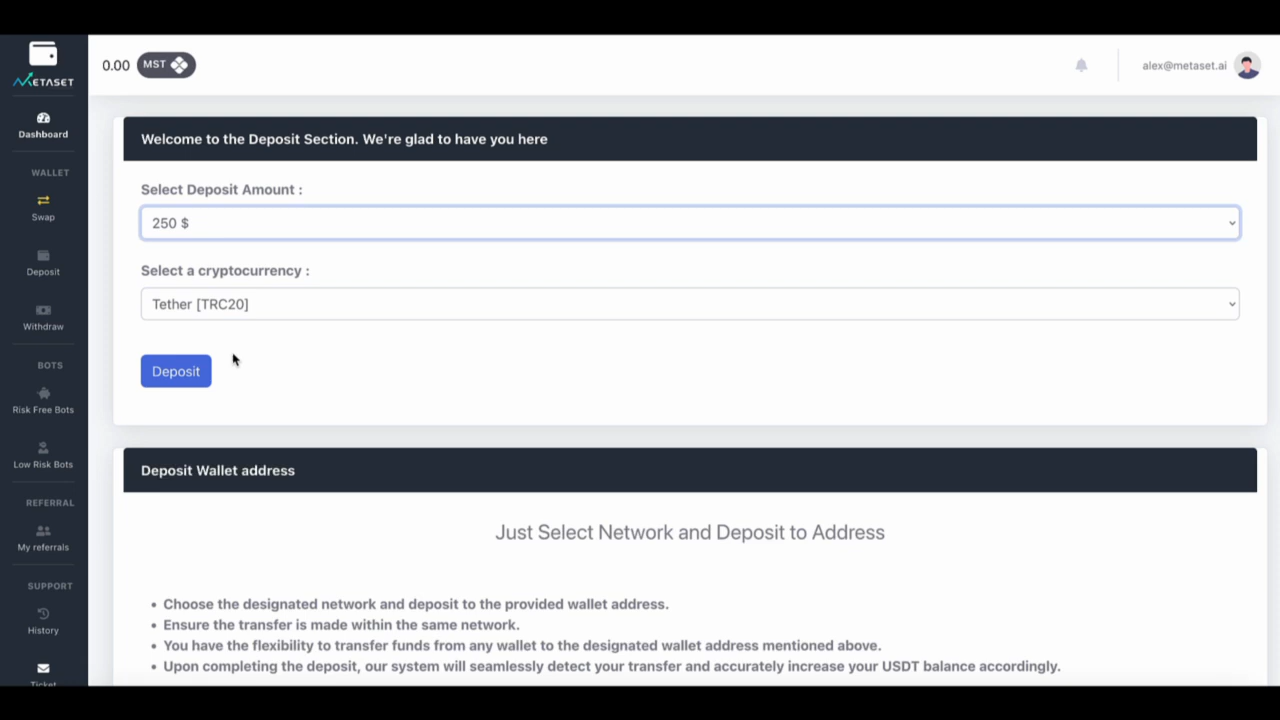 0.00 MST
alex@metaset.ai
METASET
Dashboard
WALLET
Swap
Deposit
Withdraw
BOTS
Risk Free Bots
Low Risk Bots
REFERRAL
My referrals
SUPPORT
History
Ticket
Welcome to the Deposit Section. We're glad to have you here
Select Deposit Amount :
250 $
Select a cryptocurrency :
Tether [TRC20]
Deposit
Deposit Wallet address
Just Select Network and Deposit to Address
• Choose the designated network and deposit to the provided wallet address.
• Ensure the transfer is made within the same network.
• You have the flexibility to transfer funds from any wallet to the designated wallet address mentioned above.
• Upon completing the deposit, our system will seamlessly detect your transfer and accurately increase your USDT balance accordingly.